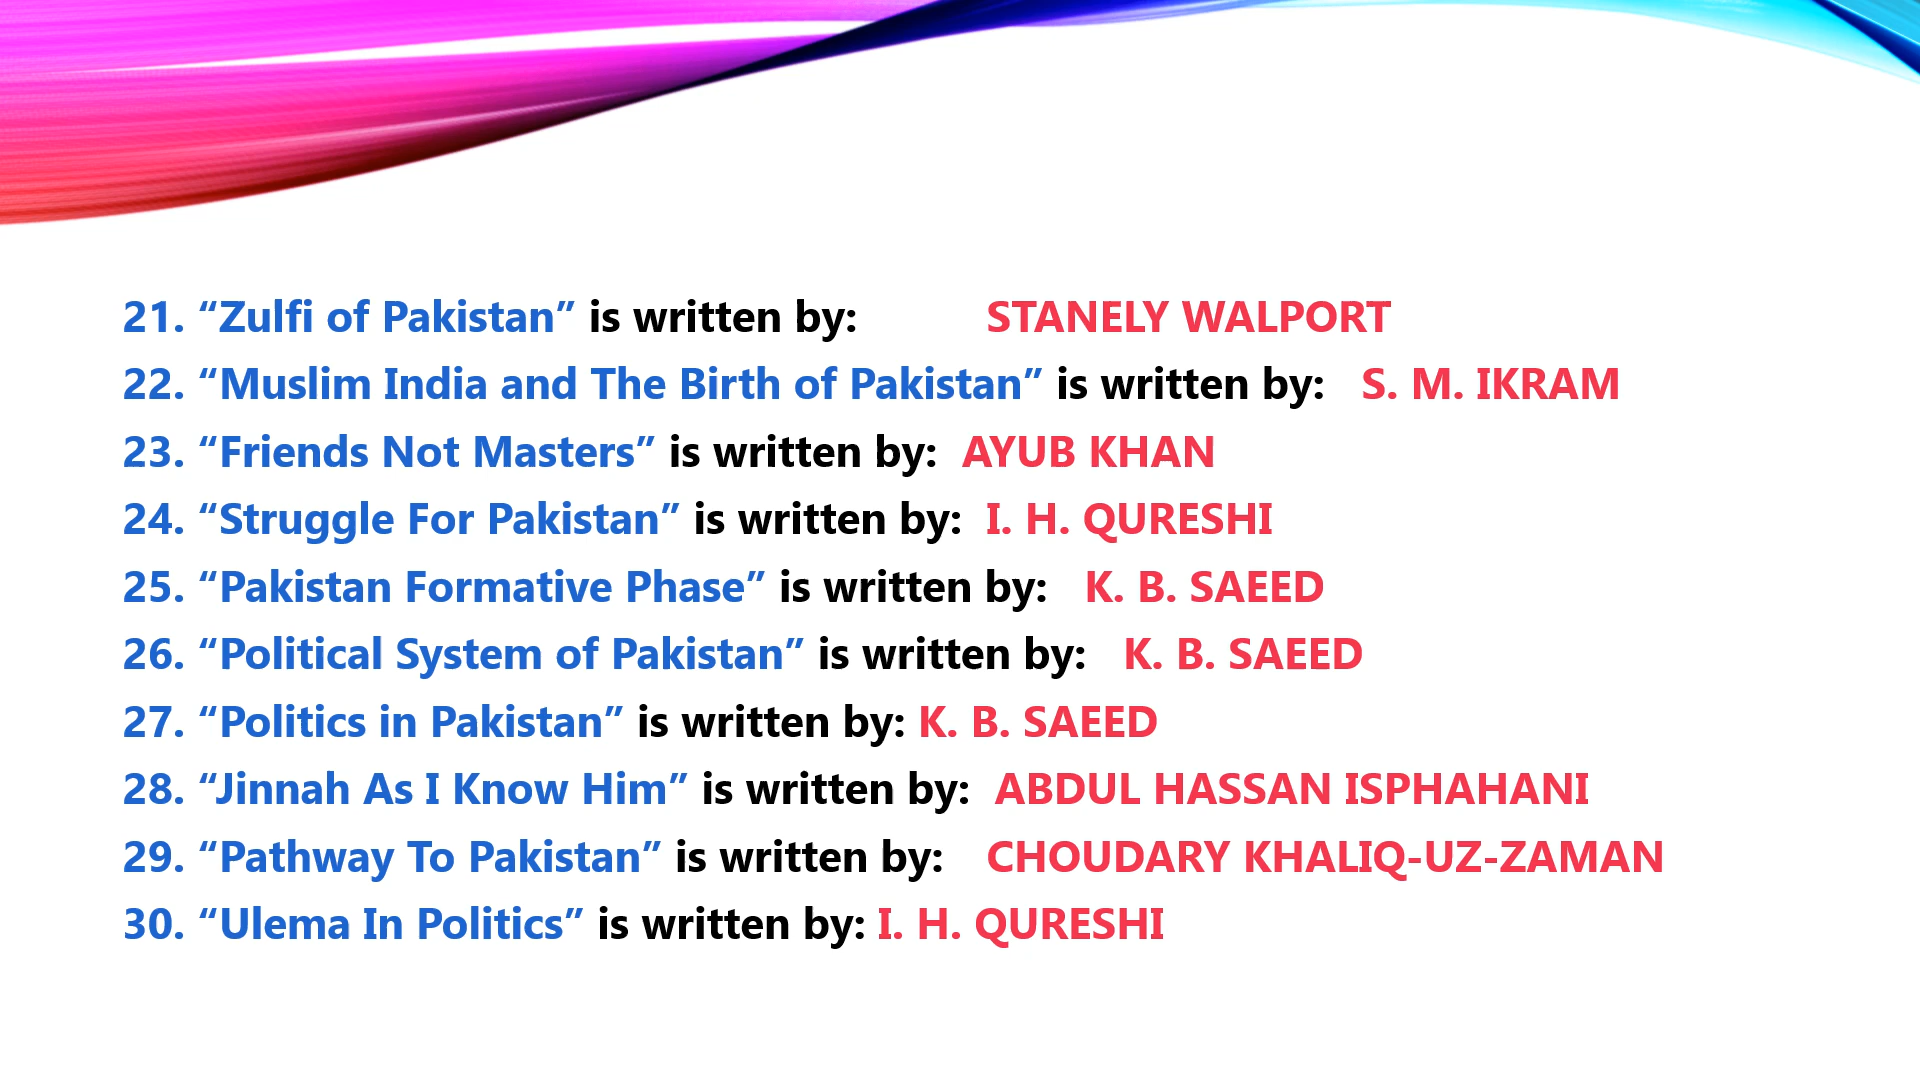 21. “Zulfi of Pakistan” is written by: STANELY WALPORT
22. “Muslim India and The Birth of Pakistan” is written by: S. M. IKRAM
23. “Friends Not Masters” is written by: AYUB KHAN
24. “Struggle For Pakistan” is written by: I. H. QURESHI
25. “Pakistan Formative Phase” is written by: K. B. SAEED
26. “Political System of Pakistan” is written by: K. B. SAEED
27. “Politics in Pakistan” is written by: K. B. SAEED
28. “Jinnah As I Know Him” is written by: ABDUL HASSAN ISPHAHANI
29. “Pathway To Pakistan” is written by: CHOUDARY KHALIQ-UZ-ZAMAN
30. “Ulema In Politics” is written by: I. H. QURESHI